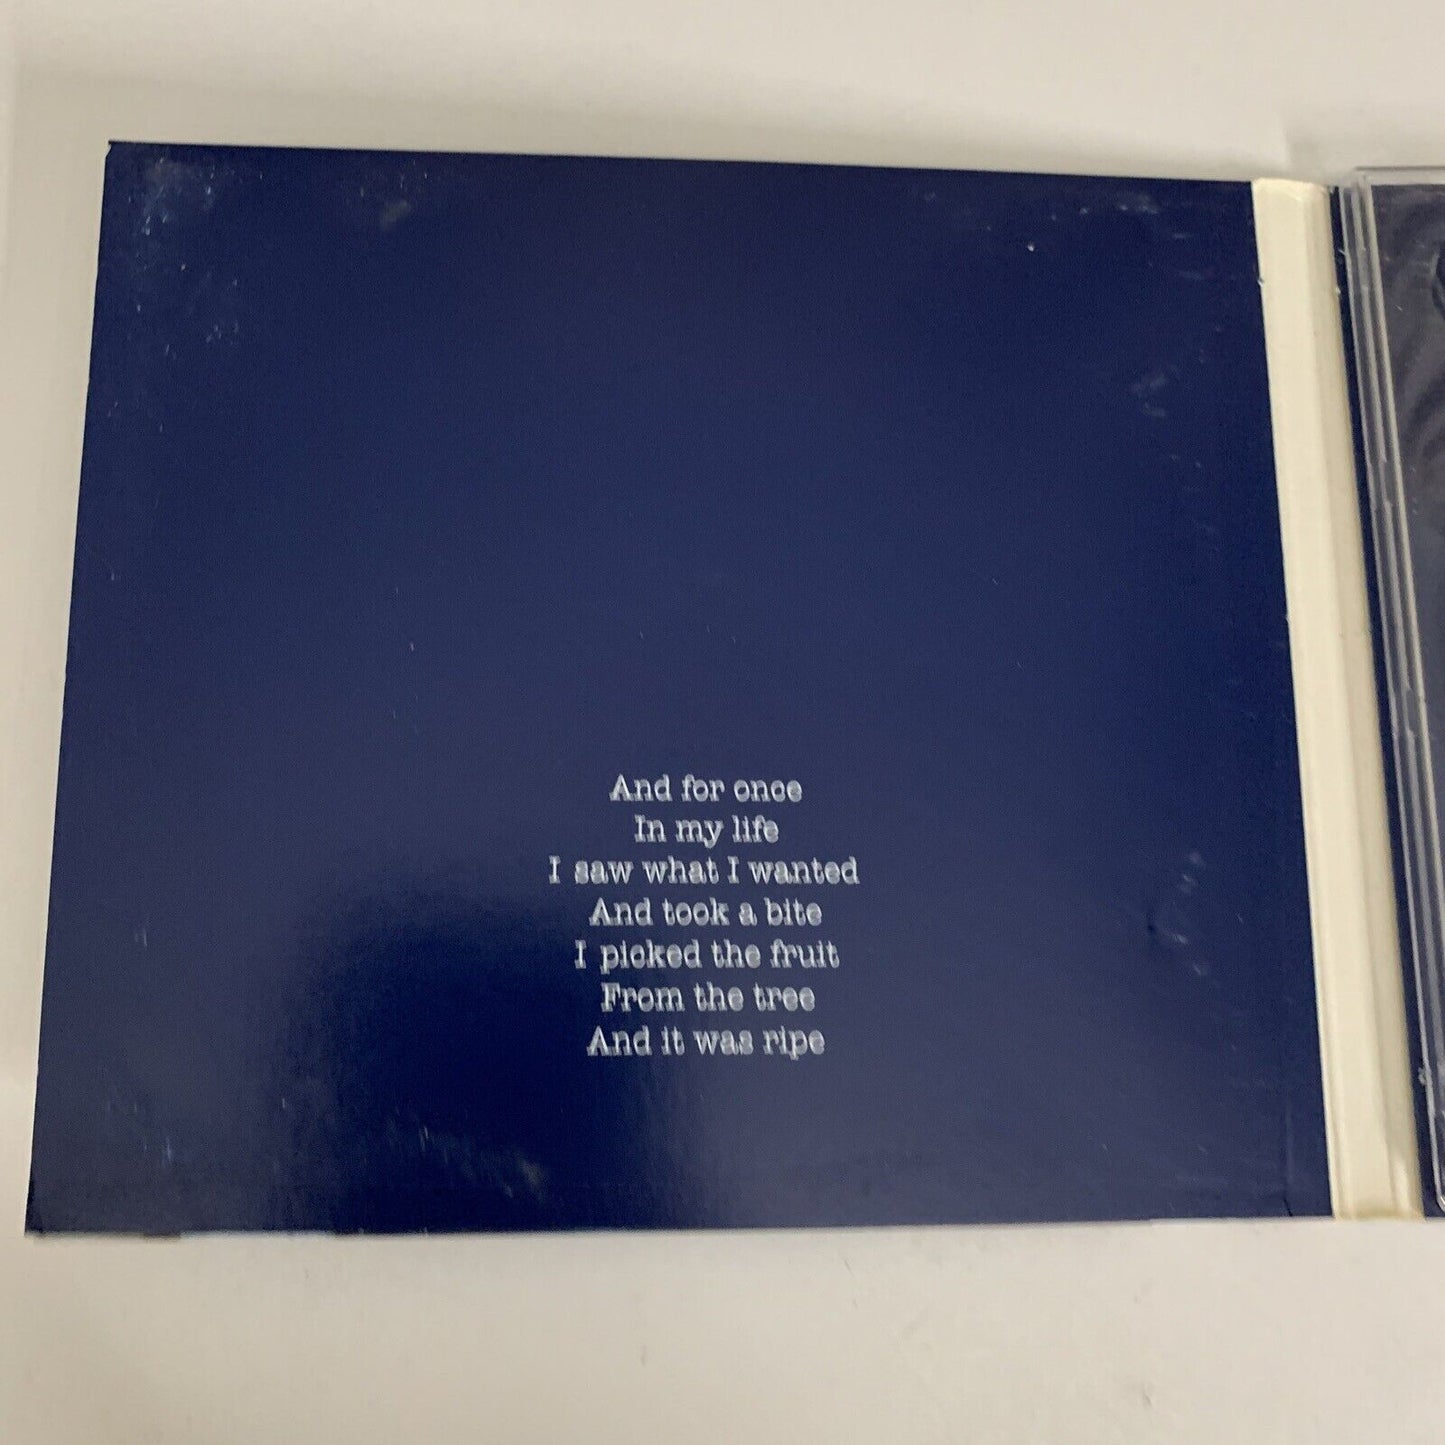 And for once
In my life
I saw what I wanted
And took a bite
I picked the fruit
From the tree
And it was ripe